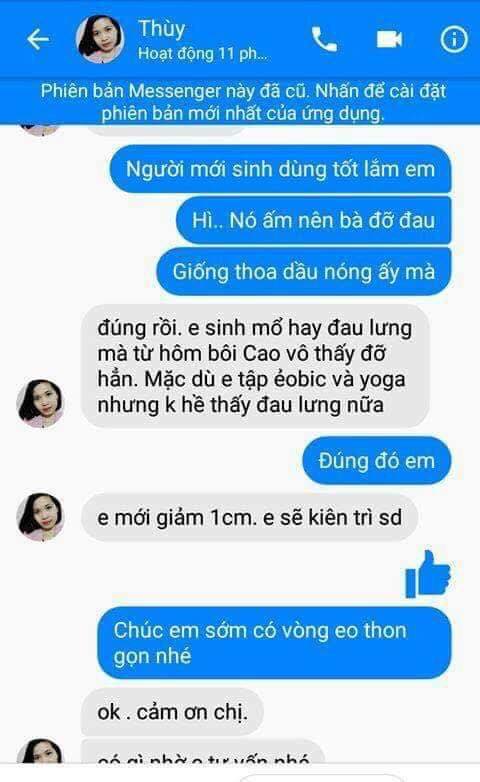 Thùy
Hoạt động 11 ph...
Phiên bản Messenger này đã cũ. Nhấn để cài đặt
phiên bản mới nhất của ứng dụng.
Người mới sinh dùng tốt lắm em
Hì.. Nó ấm nên bà đỡ đau
Giống thoa dầu nóng ấy mà
đúng rồi. e sinh mổ hay đau lưng
mà từ hôm bôi Cao vô thấy đỡ
hẳn. Mặc dù e tập ẻobic và yoga
nhưng k hề thấy đau lưng nữa
Đúng đó em
e mới giảm 1cm. e sẽ kiên trì sd
Chúc em sớm có vòng eo thon
gọn nhé
ok . cảm ơn chị.
có gì nhờ c tư vấn nhé